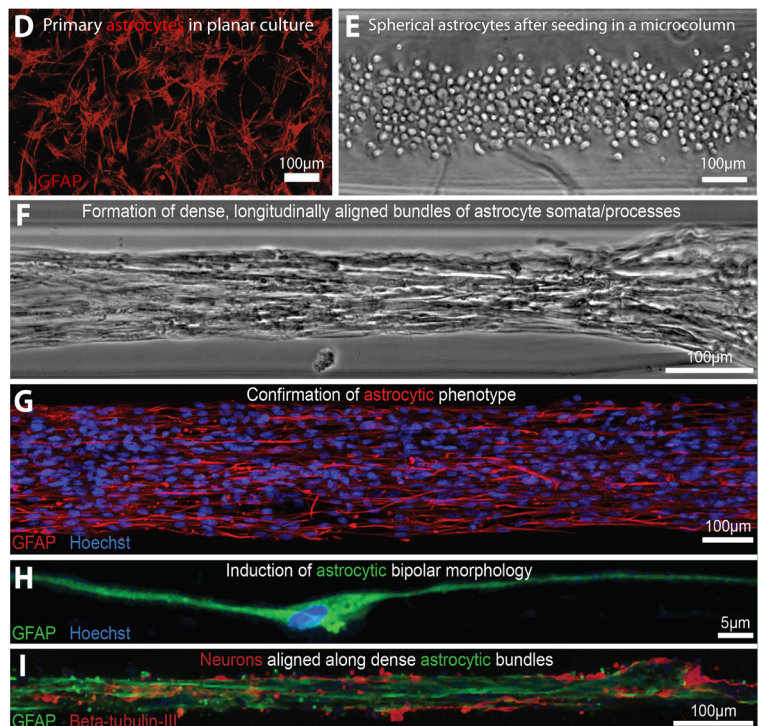 D Primary astrocytes in planar culture
100µm
GFAP
E Spherical astrocytes after seeding in a microcolumn
100µm
F Formation of dense, longitudinally aligned bundles of astrocyte somata/processes
100µm
G Confirmation of astrocytic phenotype
100µm
GFAP Hoechst
H Induction of astrocytic bipolar morphology
GFAP Hoechst
5µm
I Neurons aligned along dense astrocytic bundles
GFAP Beta-tubulin-III
100µm